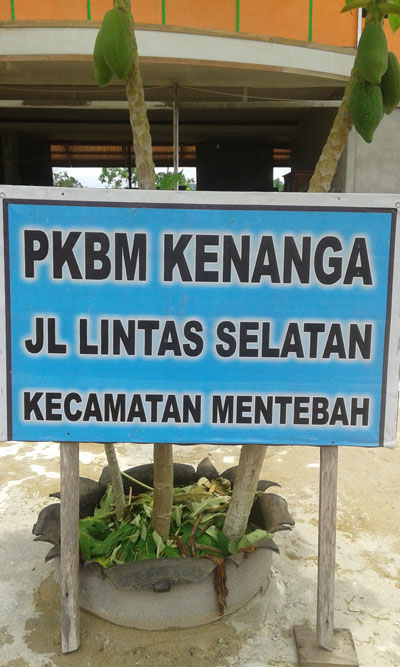 PKBM KENANGA
JL LINTAS SELATAN
KECAMATAN MENTEBAH